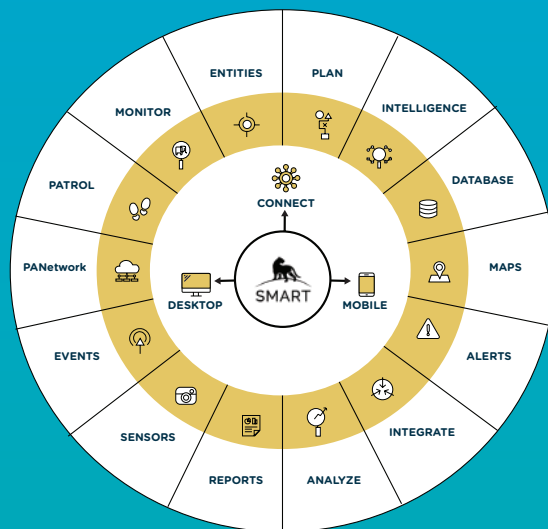 ENTITIES
PLAN
INTELLIGENCE
DATABASE
MAPS
ALERTS
INTEGRATE
ANALYZE
REPORTS
SENSORS
EVENTS
PANetwork
PATROL
MONITOR
CONNECT
DESKTOP
SMART
MOBILE